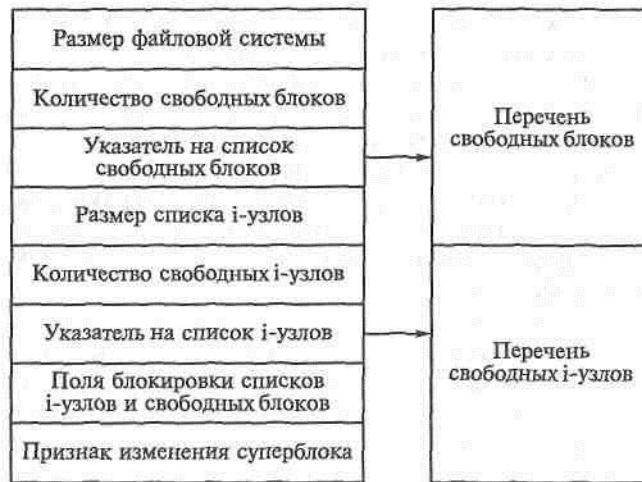 Размер файловой системы
Количество свободных блоков
Указатель на список
свободных блоков
Размер списка i-узлов
Количество свободных i-узлов
Указатель на список i-узлов
Поля блокировки списков
i-узлов и свободных блоков
Признак изменения суперблока
Перечень
свободных блоков
Перечень
свободных i-узлов